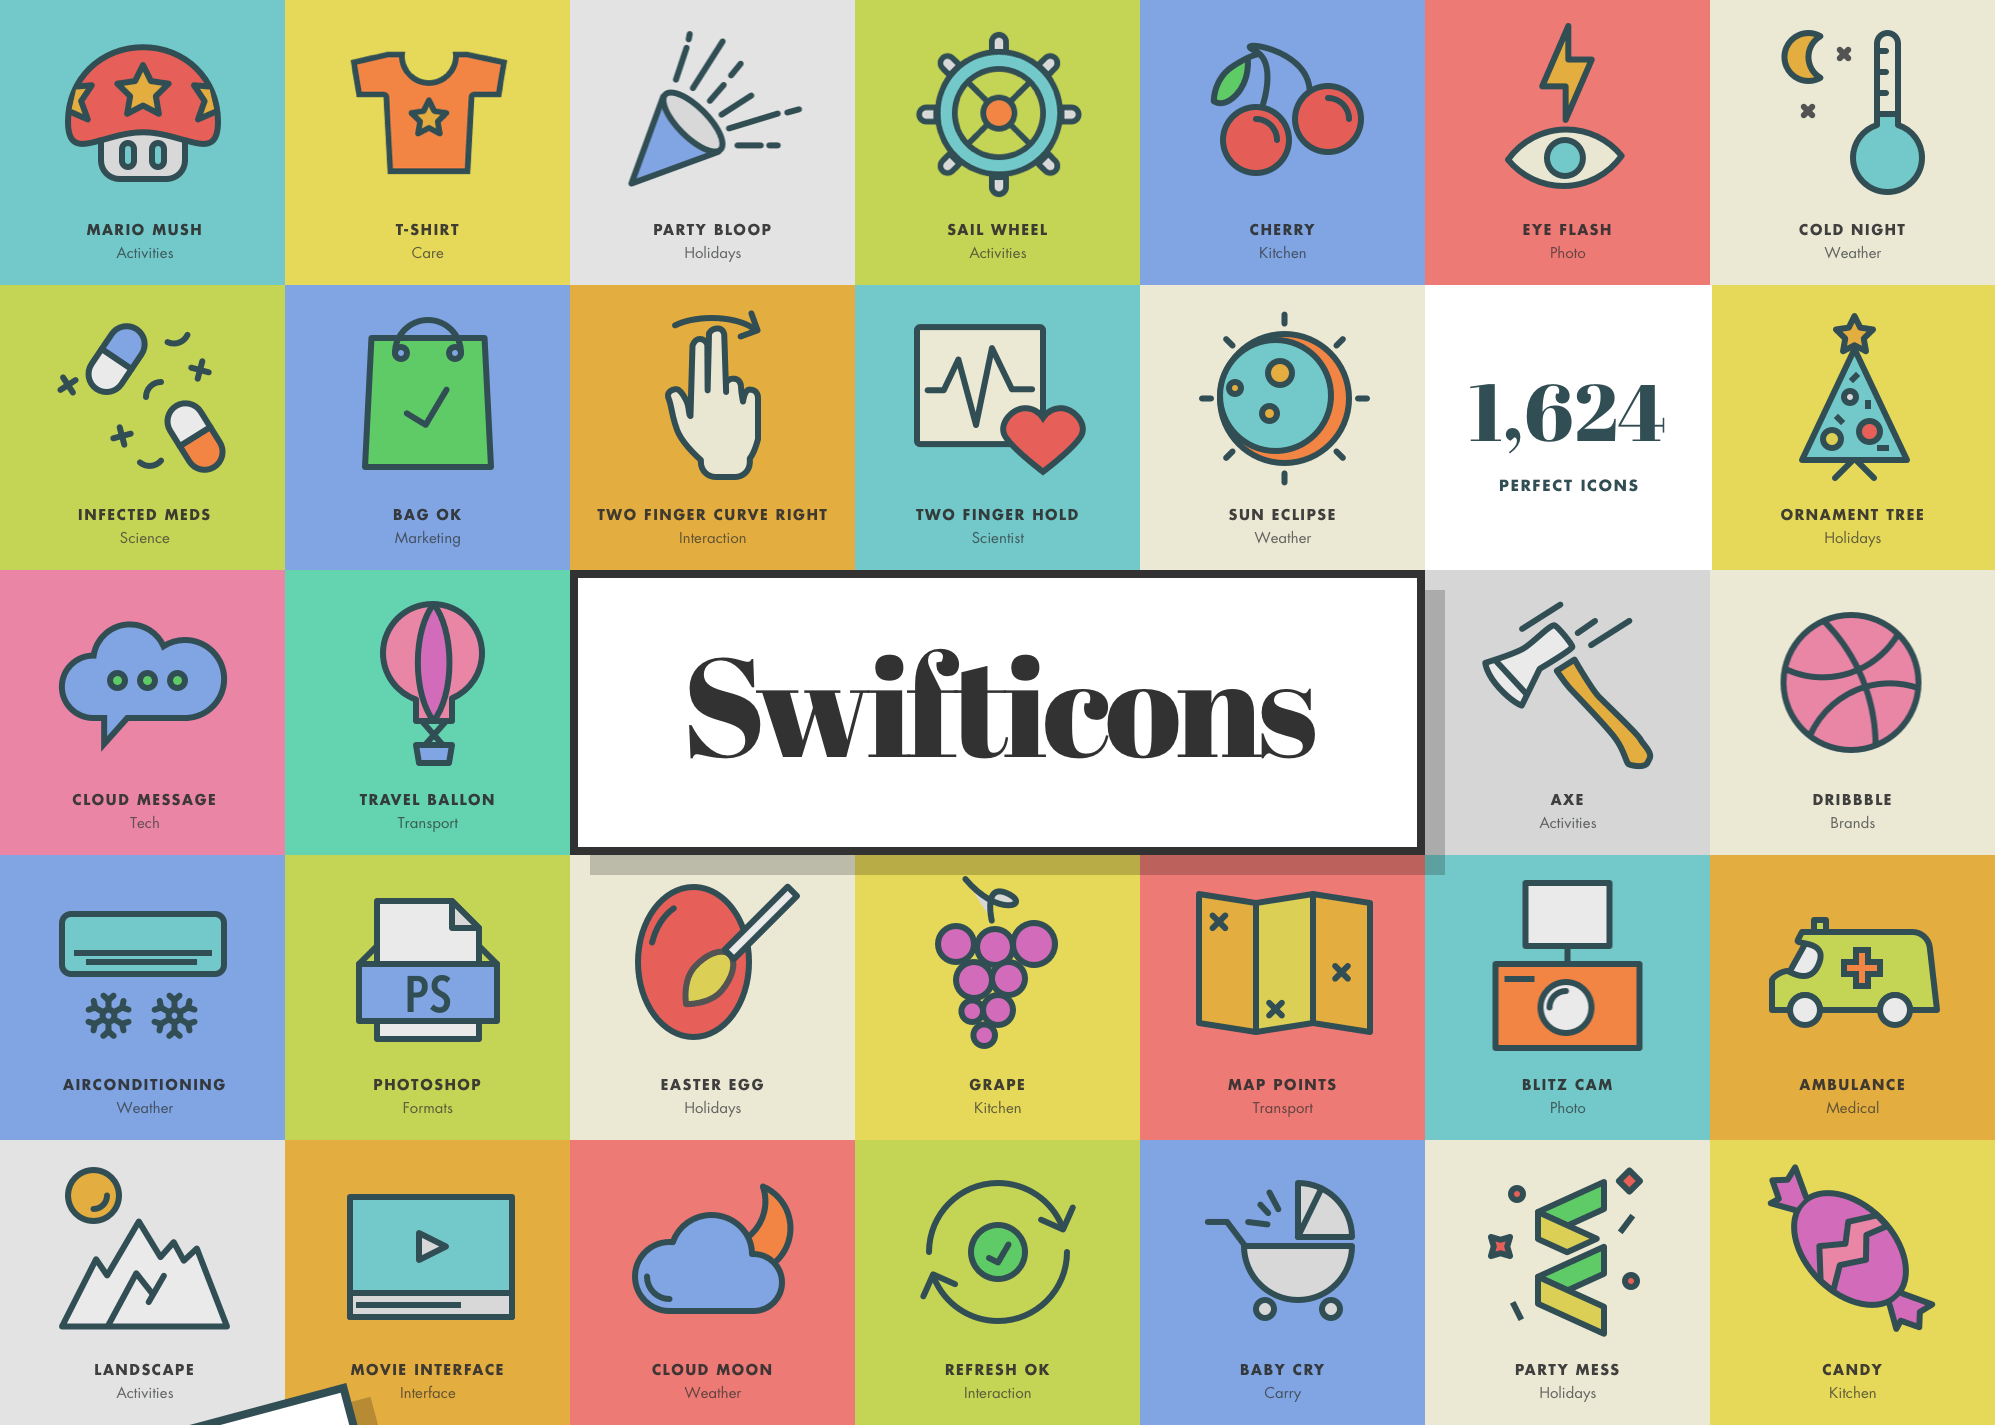 MARIO MUSH
Activities
T-SHIRT
Care
PARTY BLOOP
Holidays
SAIL WHEEL
Activities
CHERRY
Kitchen
EYE FLASH
Photo
COLD NIGHT
Weather
INFECTED MEDS
Science
BAG OK
Marketing
TWO FINGER CURVE RIGHT
Interaction
TWO FINGER HOLD
Scientist
SUN ECLIPSE
Weather
1,624
PERFECT ICONS
ORNAMENT TREE
Holidays
CLOUD MESSAGE
Tech
TRAVEL BALLON
Transport
Swifticons
AXE
Activities
DRIBBBLE
Brands
AIRCONDITIONING
Weather
PS
PHOTOSHOP
Formats
EASTER EGG
Holidays
GRAPE
Kitchen
MAP POINTS
Transport
BLITZ CAM
Photo
AMBULANCE
Medical
LANDSCAPE
Activities
MOVIE INTERFACE
Interface
CLOUD MOON
Weather
REFRESH OK
Interaction
BABY CRY
Carry
PARTY MESS
Holidays
CANDY
Kitchen